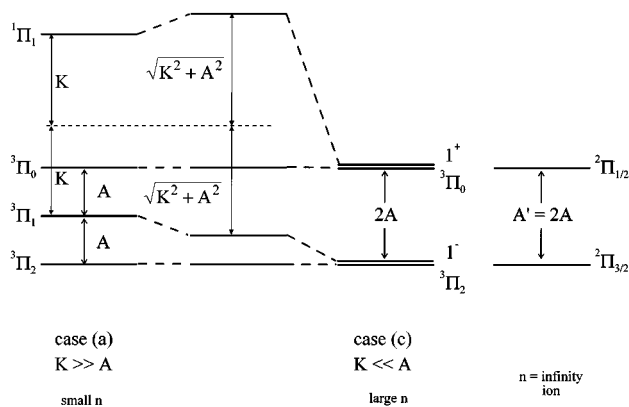 ¹Π₁
K
√K² + A²
³Π₀
K
A
√K² + A²
1⁺
³Π₀
²Π₁/₂
³Π₁
A
2A
A' = 2A
³Π₂
1⁻
³Π₂
²Π₃/₂
case (a)
K >> A
small n
case (c)
K << A
large n
n = infinity
ion